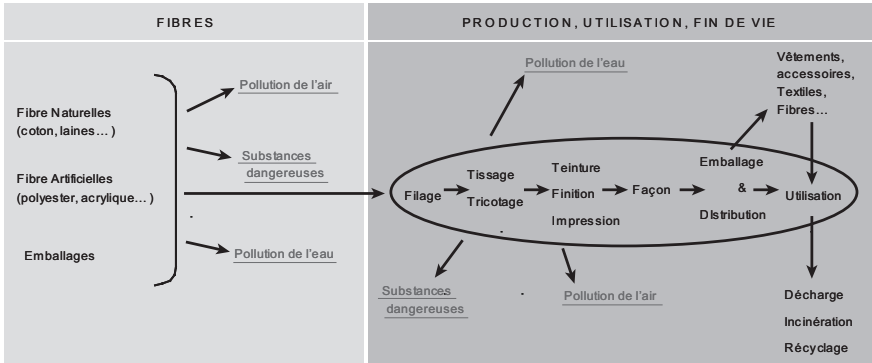 FIBRES
PRODUCTION, UTILISATION, FIN DE VIE
Fibre Naturelles
(coton, laines... )
Fibre Artificielles
(polyester, acrylique... )
Emballages
Pollution de l'air
Substances
dangereuses
Pollution de l'eau
Pollution de l'eau
Vêtements,
accessoires,
Textiles,
Fibres...
Filage
Tissage
Tricotage
Teinture
Finition
Impression
Façon
Emballage
&
DIstribution
Utilisation
Substances
dangereuses
Pollution de l'air
Décharge
Incinération
Récyclage